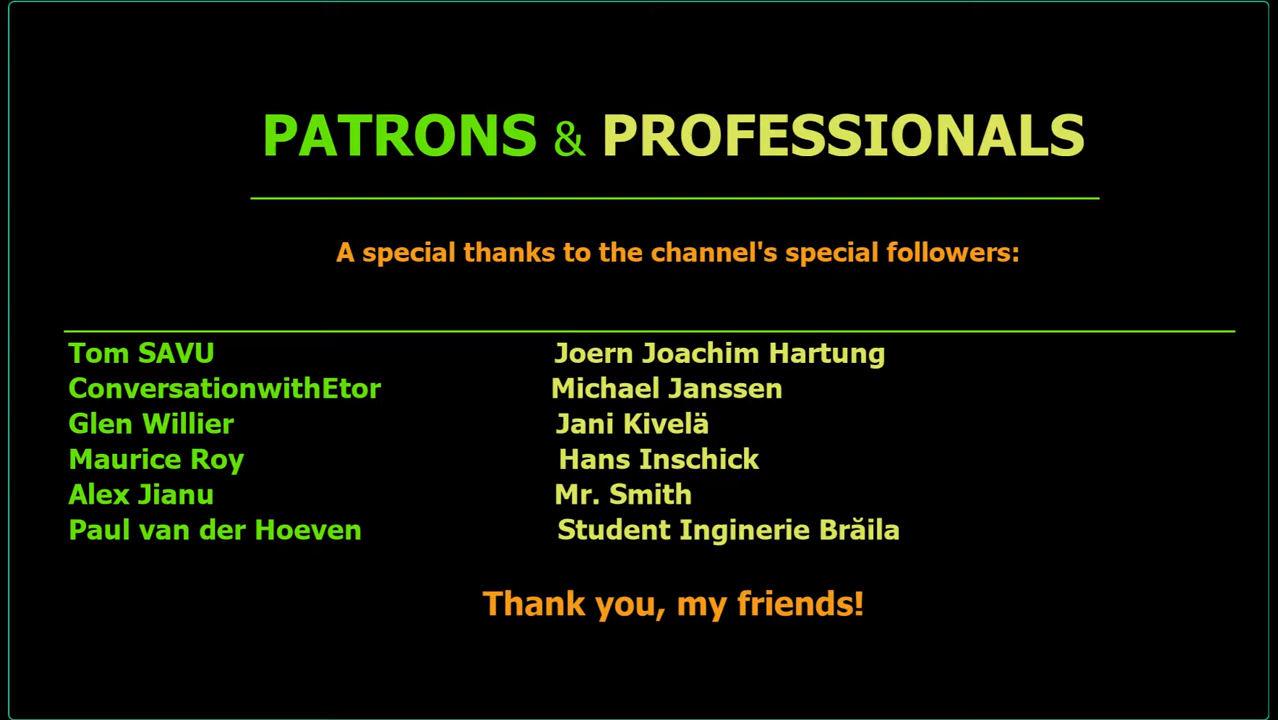 PATRONS & PROFESSIONALS
A special thanks to the channel's special followers:
Tom SAVU Joern Joachim Hartung
ConversationwithEtor Michael Janssen
Glen Willier Jani Kivelä
Maurice Roy Hans Inschick
Alex Jianu Mr. Smith
Paul van der Hoeven Student Inginerie Brăila
Thank you, my friends!